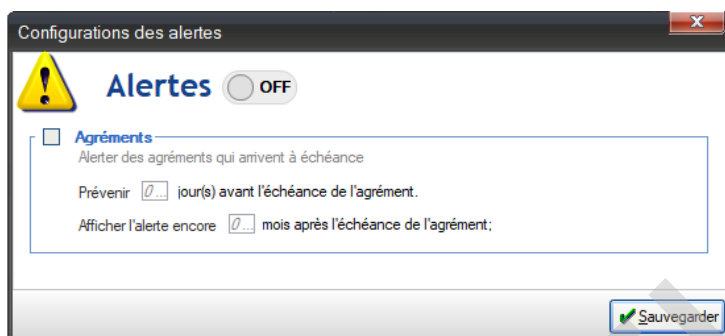 Configurations des alertes
Alertes OFF
Agréments
Alerter des agréments qui arrivent à échéance
Prévenir 0... jour(s) avant l'échéance de l'agrément.
Afficher l'alerte encore 0... mois après l'échéance de l'agrément;
Sauvegarder